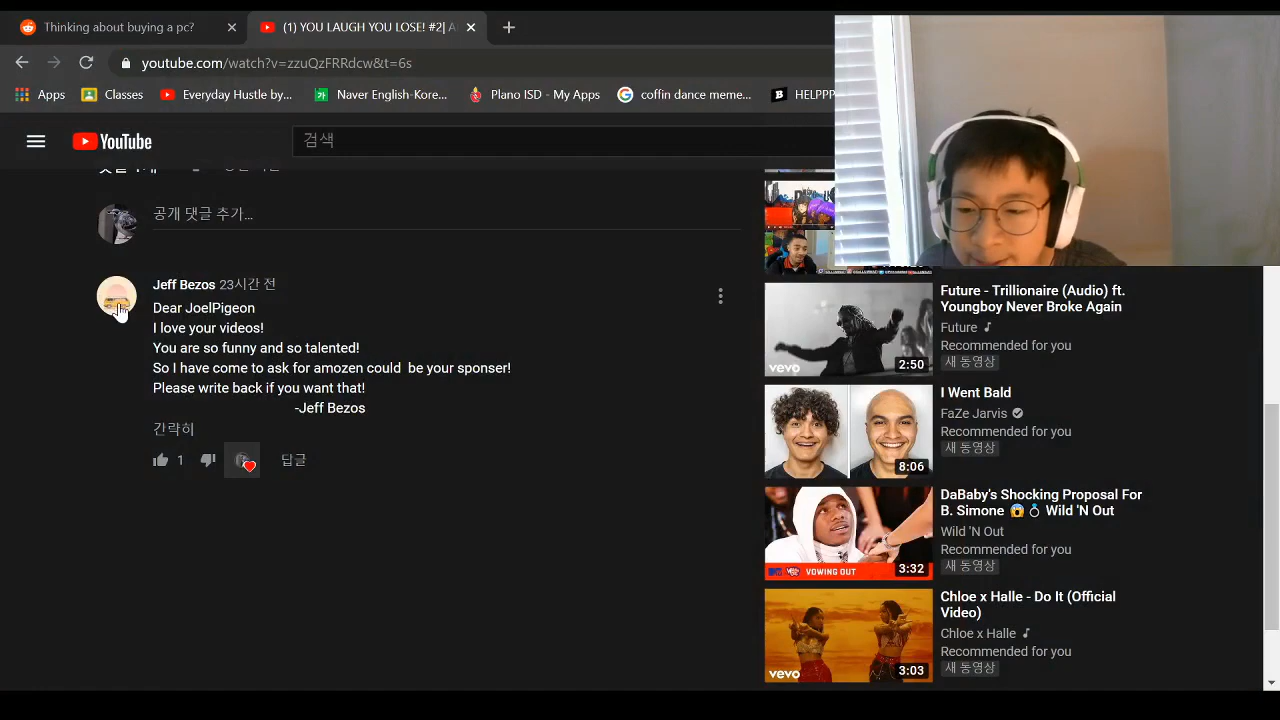 Thinking about buying a pc?
(1) YOU LAUGH YOU LOSE! #2|
youtube.com/watch?v=zzuQzFRRdcw&t=6s
Apps
Classes
Everyday Hustle by...
Naver English-Kore...
Plano ISD - My Apps
coffin dance meme...
HELPPP
YouTube
검색
공개 댓글 추가...
Jeff Bezos 23시간 전
Dear JoelPigeon
I love your videos!
You are so funny and so talented!
So I here am to to ask for amozen could be your sponser!
Please write back if you want that!
-Jeff Bezos
간략히
1
답글
Future - Trillionaire (Audio) ft.
Youngboy Never Broke Again
Future
Recommended for you
새 동영상
vevo
2:50
I Went Bald
FaZe Jarvis
Recommended for you
새 동영상
8:06
DaBaby's Shocking Proposal For
B. Simone 😱💍 Wild 'N Out
Wild 'N Out
Recommended for you
새 동영상
VOWING OUT
3:32
Chloe x Halle - Do It (Official
Video)
Chloe x Halle
Recommended for you
새 동영상
vevo
3:03